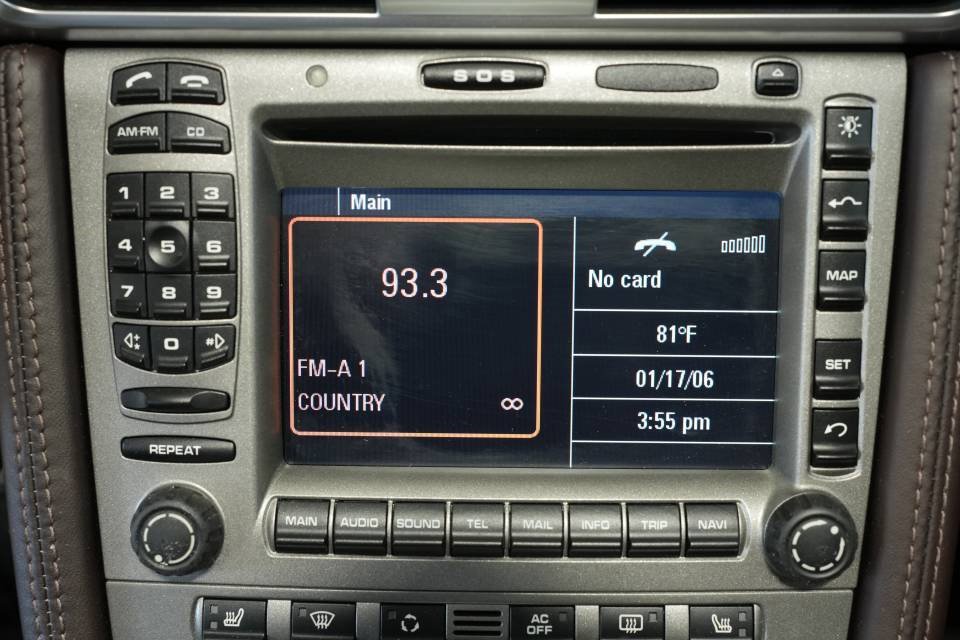 SOS
AM·FM CD
1 2 3
4 5 6
7 8 9
0 #
REPEAT
Main
93.3
FM-A 1
COUNTRY ∞
No card
81°F
01/17/06
3:55 pm
MAP
SET
MAIN AUDIO SOUND TEL MAIL INFO TRIP NAVI
AC
OFF